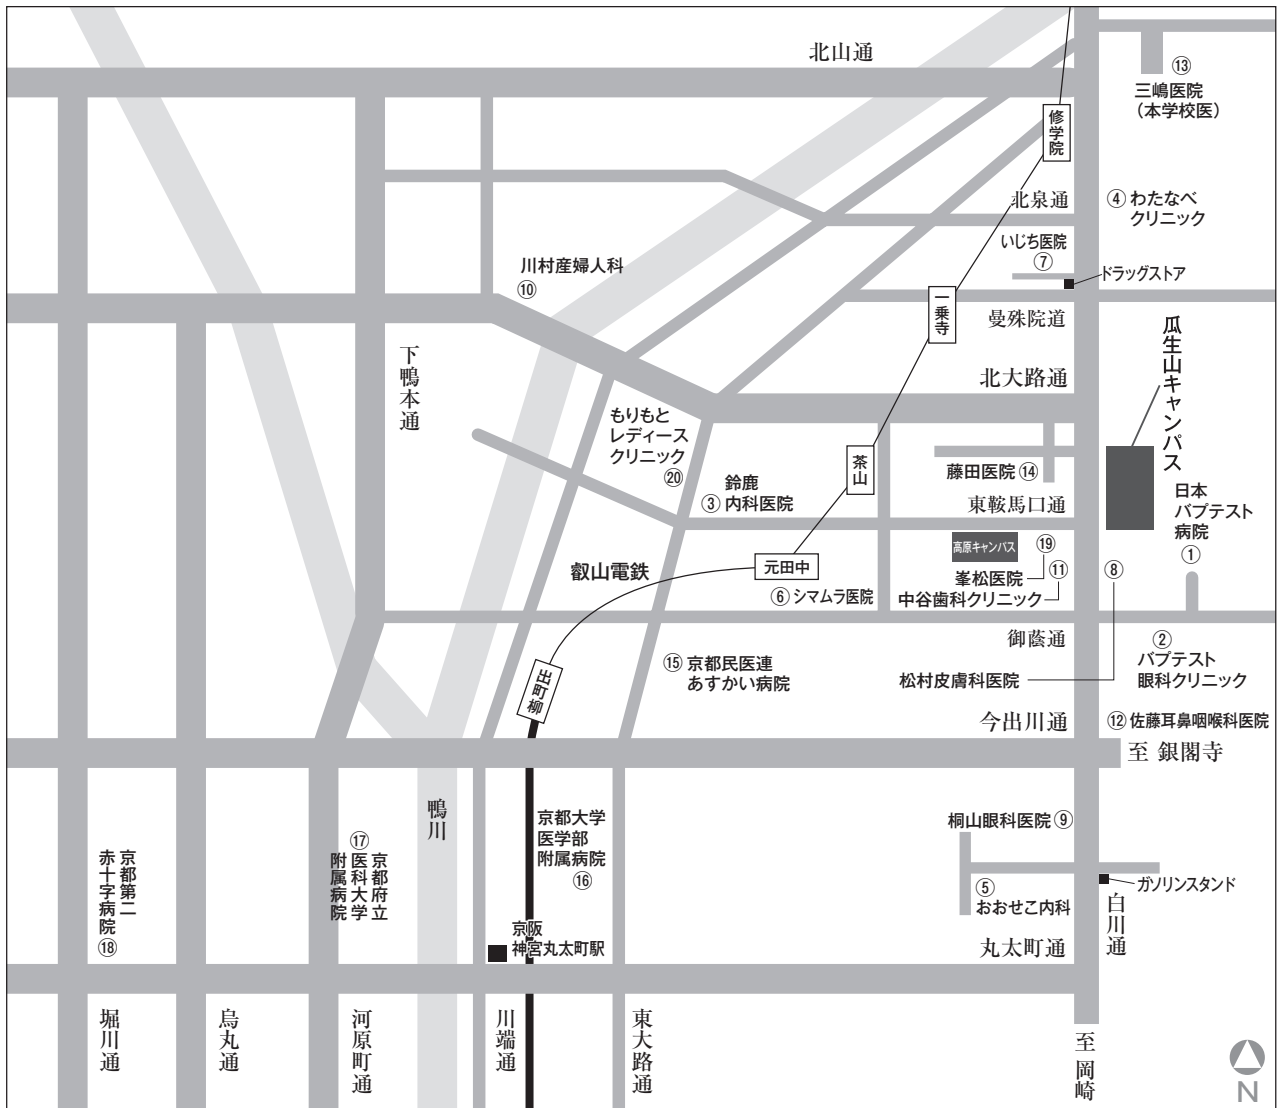 北山通
⑬
三嶋医院
（本学校医）
修学院
北泉通
④わたなべ
クリニック
いじち医院
⑦
ドラッグストア
川村産婦人科
⑩
一乗寺
曼殊院道
瓜生山キャンパス
下鴨本通
北大路通
もりもと
レディース
クリニック
⑳
茶山
藤田医院⑭
鈴鹿
③内科医院
東鞍馬口通
日本
バプテスト
病院
①
高原キャンパス
⑲
峯松医院
⑪
中谷歯科クリニック
⑧
叡山電鉄
元田中
⑥シマムラ医院
御蔭通
②
バプテスト
眼科クリニック
⑮京都民医連
あすかい病院
松村皮膚科医院
出町柳
今出川通
⑫佐藤耳鼻咽喉科医院
至 銀閣寺
鴨川
京都大学
医学部
附属病院
⑯
桐山眼科医院⑨
⑰
京都府立
医科大学
附属病院
京都第二
赤十字病院
⑱
⑤
おおせこ内科
ガソリンスタンド
白川通
京阪
神宮丸太町駅
丸太町通
堀川通
烏丸通
河原町通
川端通
東大路通
至 岡崎
N